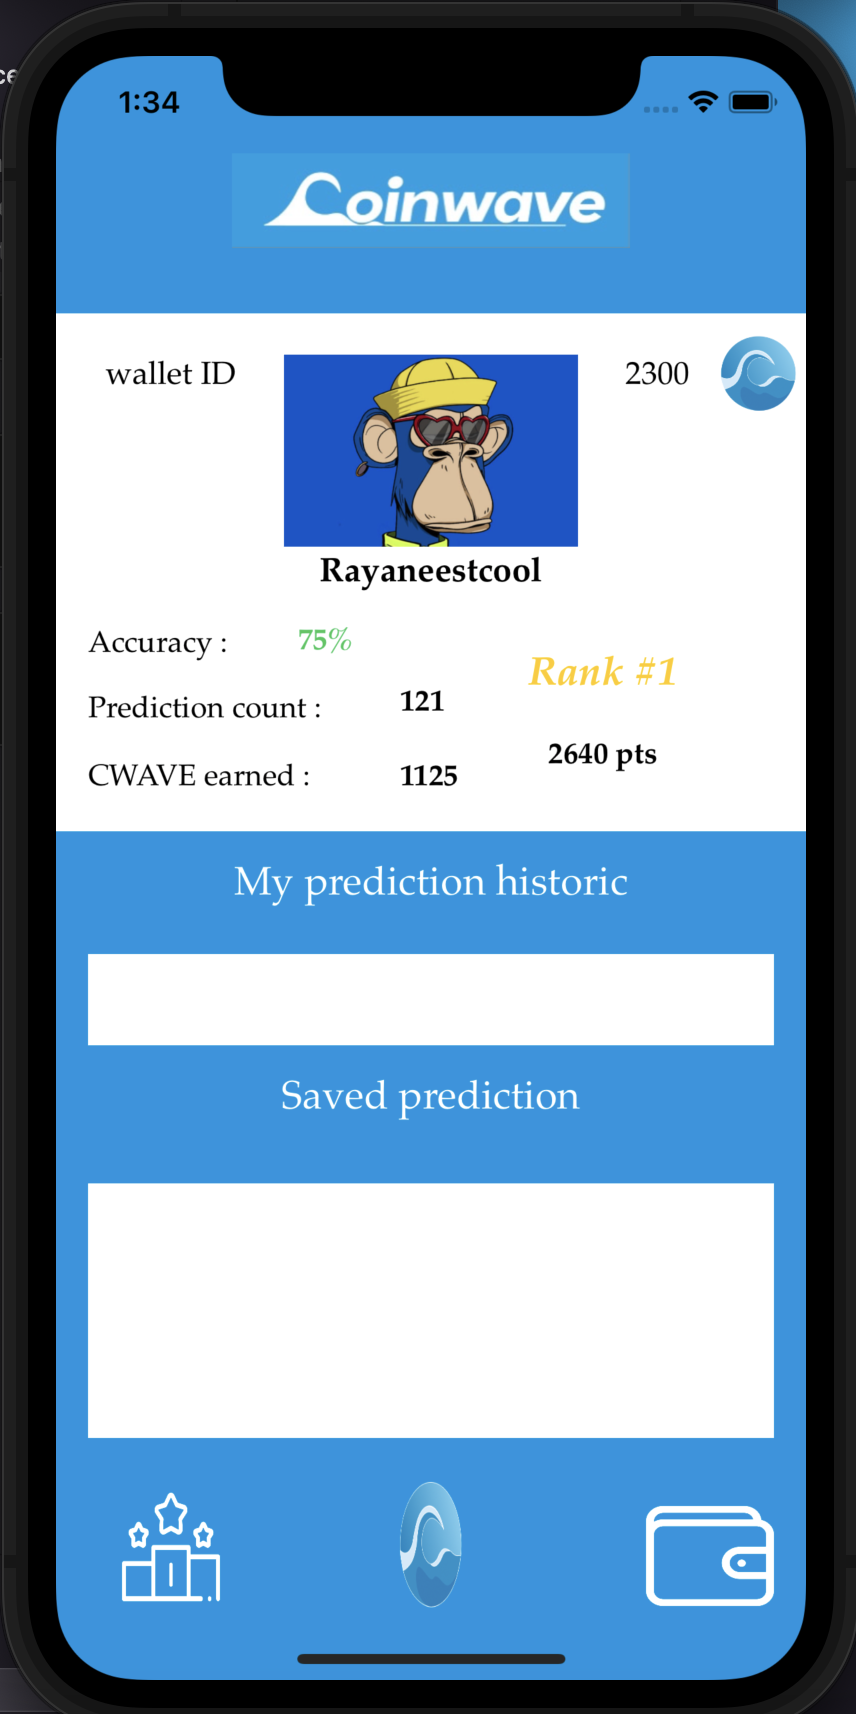 ce
1:34
Coinwave
wallet ID
2300
Rayaneestcool
Accuracy :
75%
Rank #1
Prediction count :
121
2640 pts
CWAVE earned :
1125
My prediction historic
Saved prediction